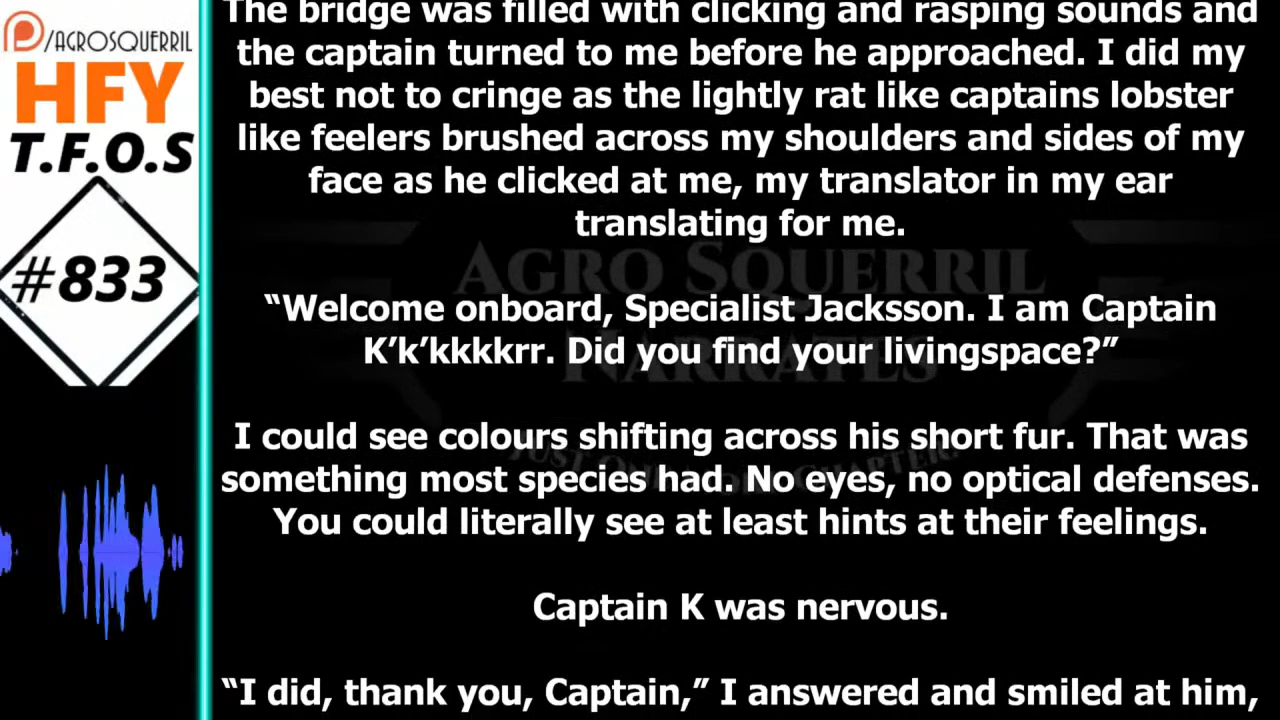 /AGROSQUERRIL
HFY
T.F.O.S
#833
The bridge was filled with clicking and rasping sounds and
the captain turned to me before he approached. I did my
best not to cringe as the lightly rat like captains lobster
like feelers brushed across my shoulders and sides of my
face as he clicked at me, my translator in my ear
translating for me.
AGRO SQUERRIL
NARRATES
“Welcome onboard, Specialist Jacksson. I am Captain
K’k’kkkkrr. Did you find your livingspace?”
I could see colours shifting across his short fur. That was
something most species had. No eyes, no optical defenses.
You could literally see at least hints at their feelings.
Captain K was nervous.
“I did, thank you, Captain,” I answered and smiled at him,